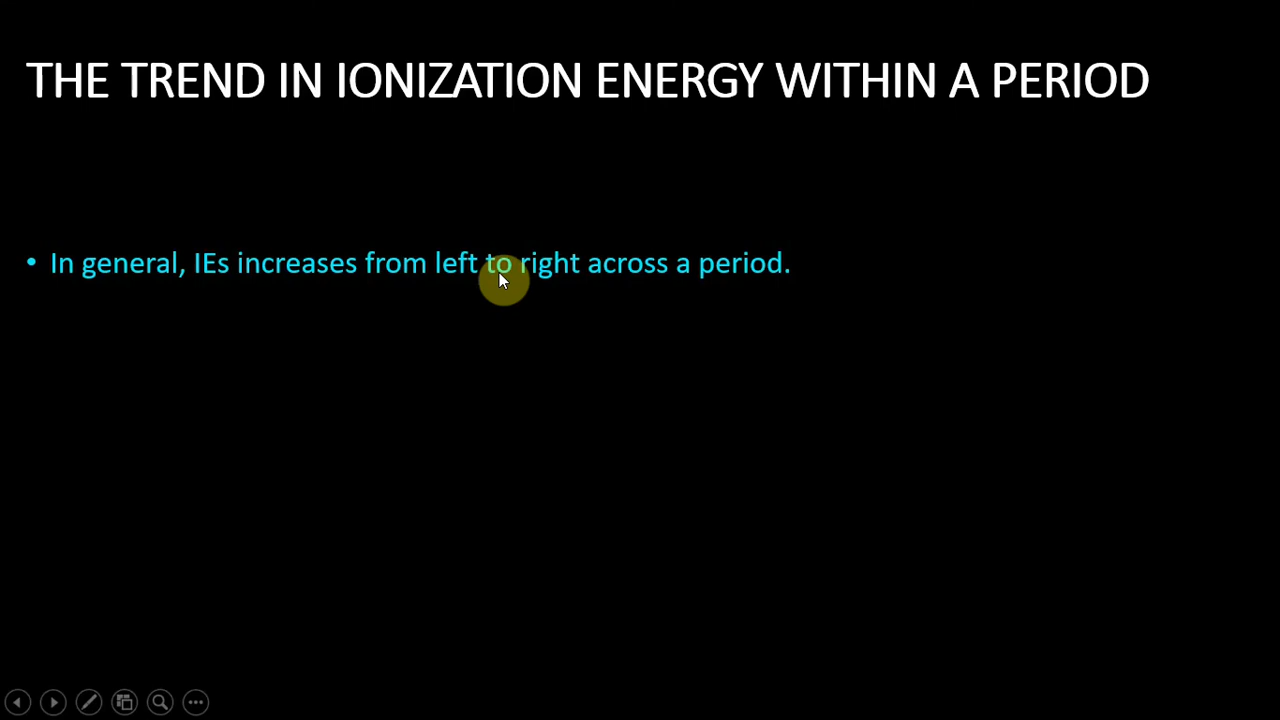 THE TREND IN IONIZATION ENERGY WITHIN A PERIOD
• In general, IEs increases from left to right across a period.